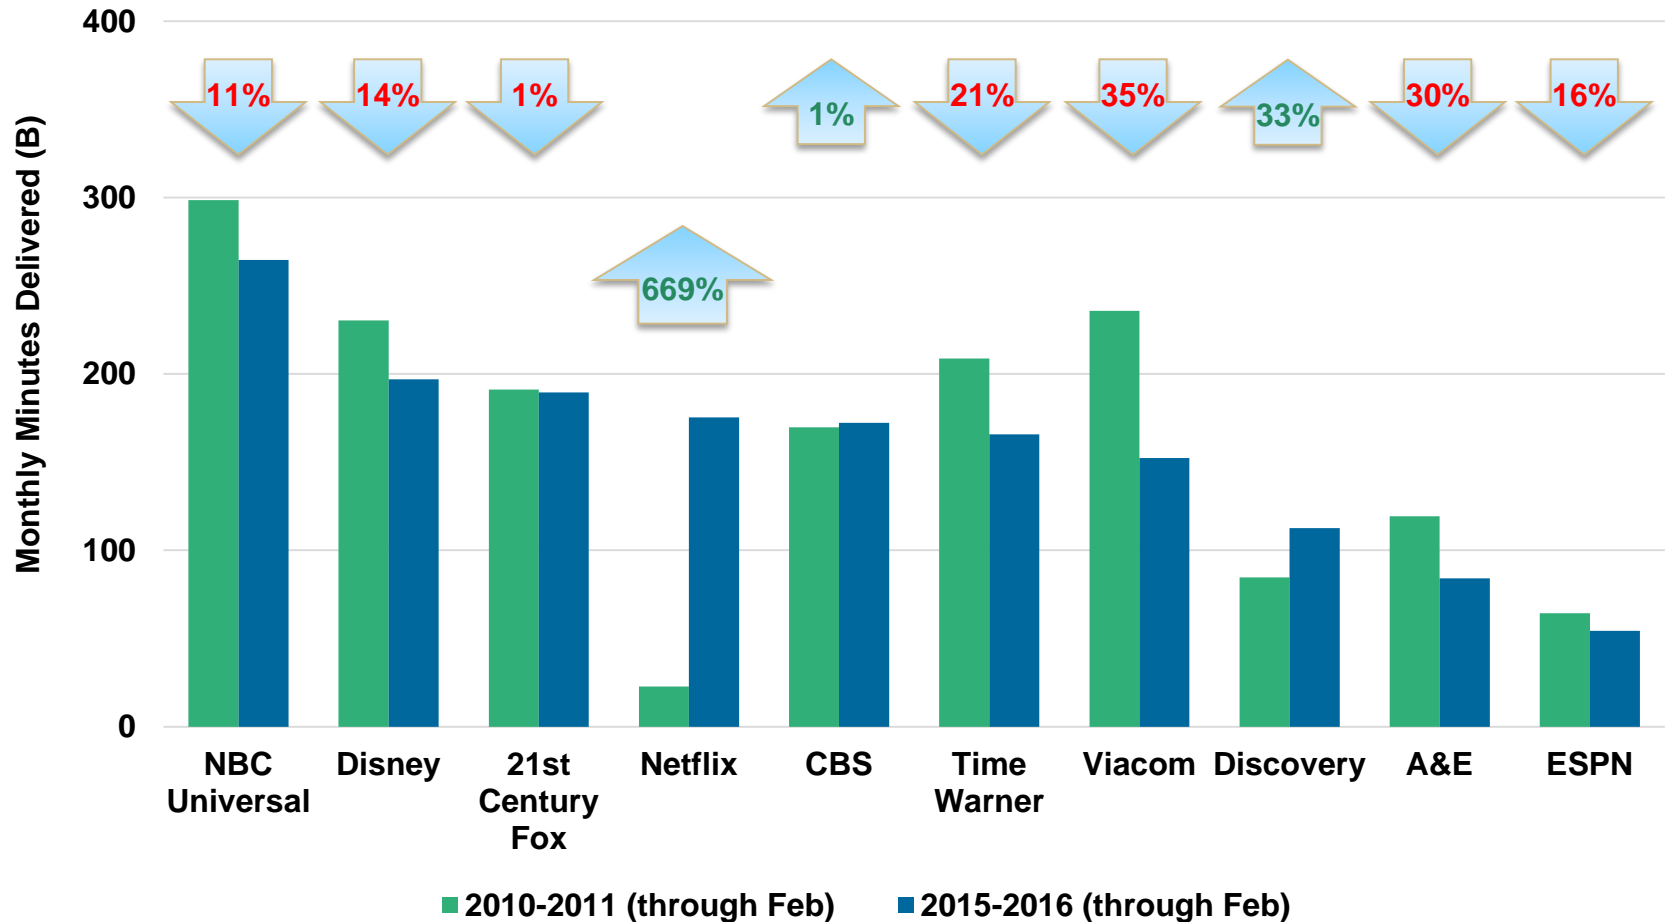 400
11%
14%
1%
1%
21%
35%
33%
30%
16%
Monthly Minutes Delivered (B)
300
669%
200
100
0
NBC
Universal
Disney
21st
Century
Fox
Netflix
CBS
Time
Warner
Viacom
Discovery
A&E
ESPN
2010-2011 (through Feb)
2015-2016 (through Feb)